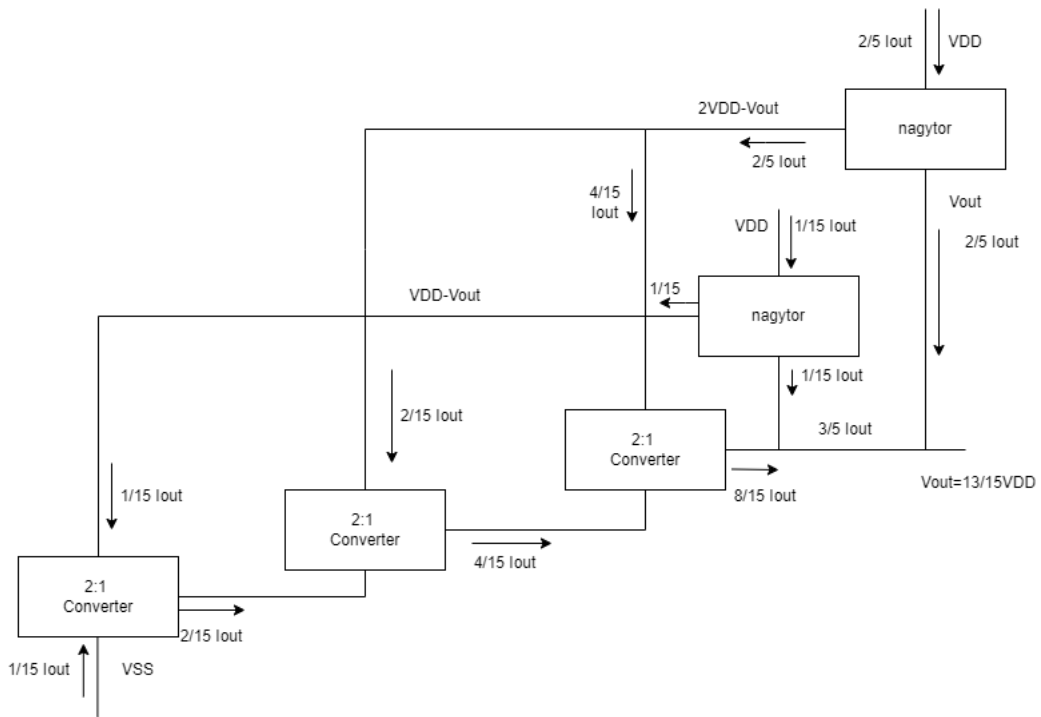 2/5 Iout
VDD
nagytor
2VDD-Vout
2/5 Iout
4/15
Iout
Vout
2/5 Iout
VDD
1/15 Iout
VDD-Vout
1/15
nagytor
1/15 Iout
2/15 Iout
3/5 Iout
2:1
Converter
8/15 Iout
Vout=13/15VDD
1/15 Iout
2:1
Converter
4/15 Iout
2:1
Converter
2/15 Iout
1/15 Iout
VSS